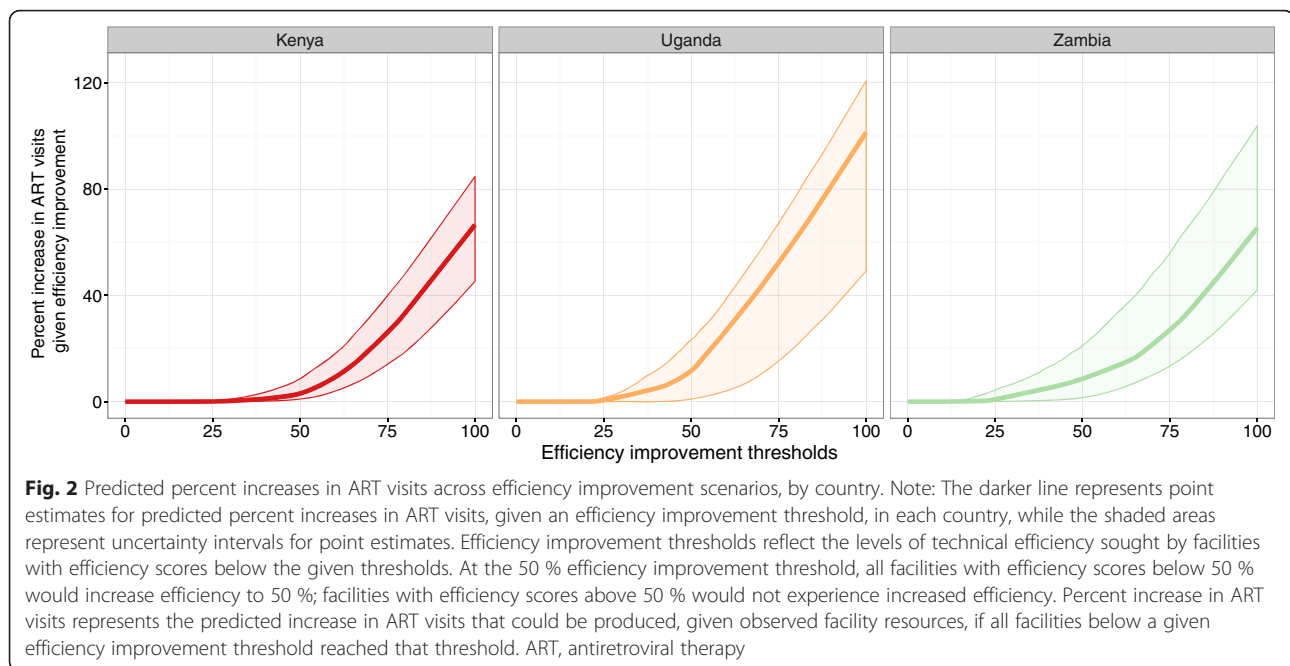 Kenya
Uganda
Zambia
Percent increase in ART visits
given efficiency improvement
120
80
40
0
0 25 50 75 100
0 25 50 75 100
0 25 50 75 100
Efficiency improvement thresholds
Fig. 2 Predicted percent increases in ART visits across efficiency improvement scenarios, by country. Note: The darker line represents point
estimates for predicted percent increases in ART visits, given an efficiency improvement threshold, in each country, while the shaded areas
represent uncertainty intervals for point estimates. Efficiency improvement thresholds reflect the levels of technical efficiency sought by facilities
with efficiency scores below the given thresholds. At the 50 % efficiency improvement threshold, all facilities with efficiency scores below 50 %
would increase efficiency to 50 %; facilities with efficiency scores above 50 % would not experience increased efficiency. Percent increase in ART
visits represents the predicted increase in ART visits that could be produced, given observed facility resources, if all facilities below a given
efficiency improvement threshold reached that threshold. ART, antiretroviral therapy